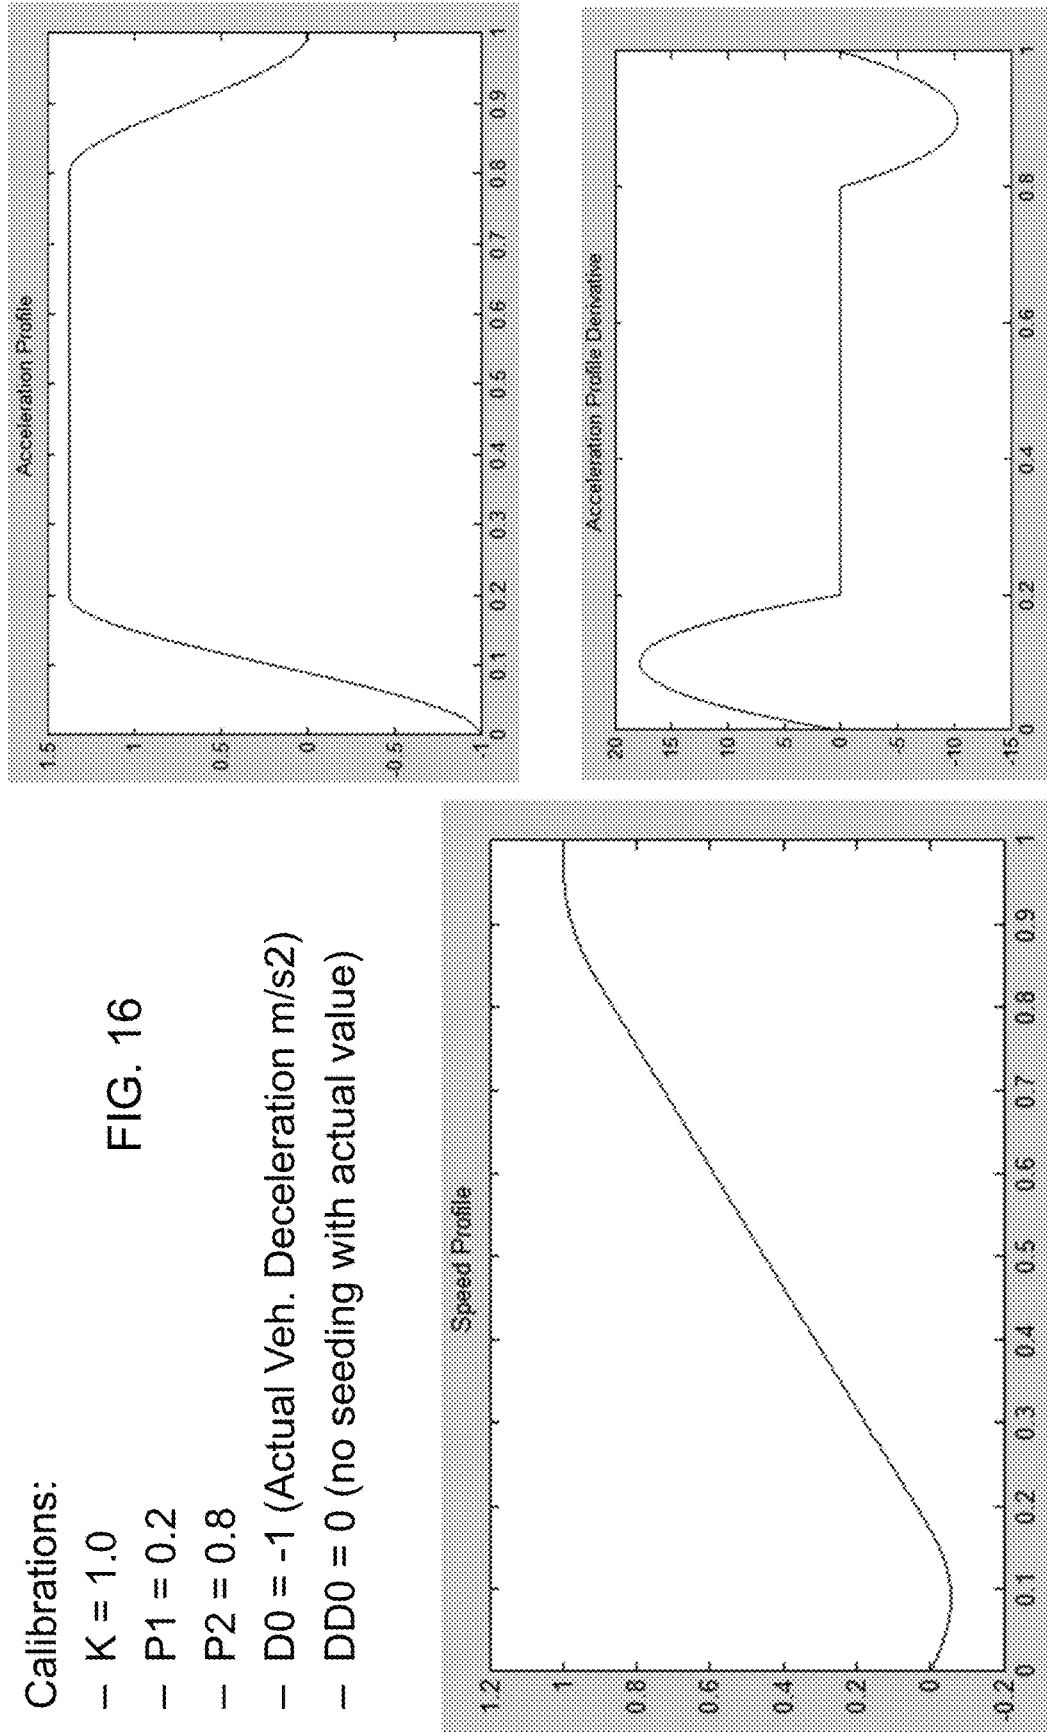 Calibrations:
— K = 1.0
— P1 = 0.2
— P2 = 0.8
— D0 = -1 (Actual Veh. Deceleration m/s2)
— DD0 = 0 (no seeding with actual value)
FIG. 16
Acceleration Profile
1.5
1
0.5
0
-0.5
-1
0 0.1 0.2 0.3 0.4 0.5 0.6 0.7 0.8 0.9 1
Speed Profile
1.2
1
0.8
0.6
0.4
0.2
0
-0.2
0 0.1 0.2 0.3 0.4 0.5 0.6 0.7 0.8 0.9 1
Acceleration Profile Derivative
20
15
10
5
0
-5
-10
-15
0 0.2 0.4 0.6 0.8 1